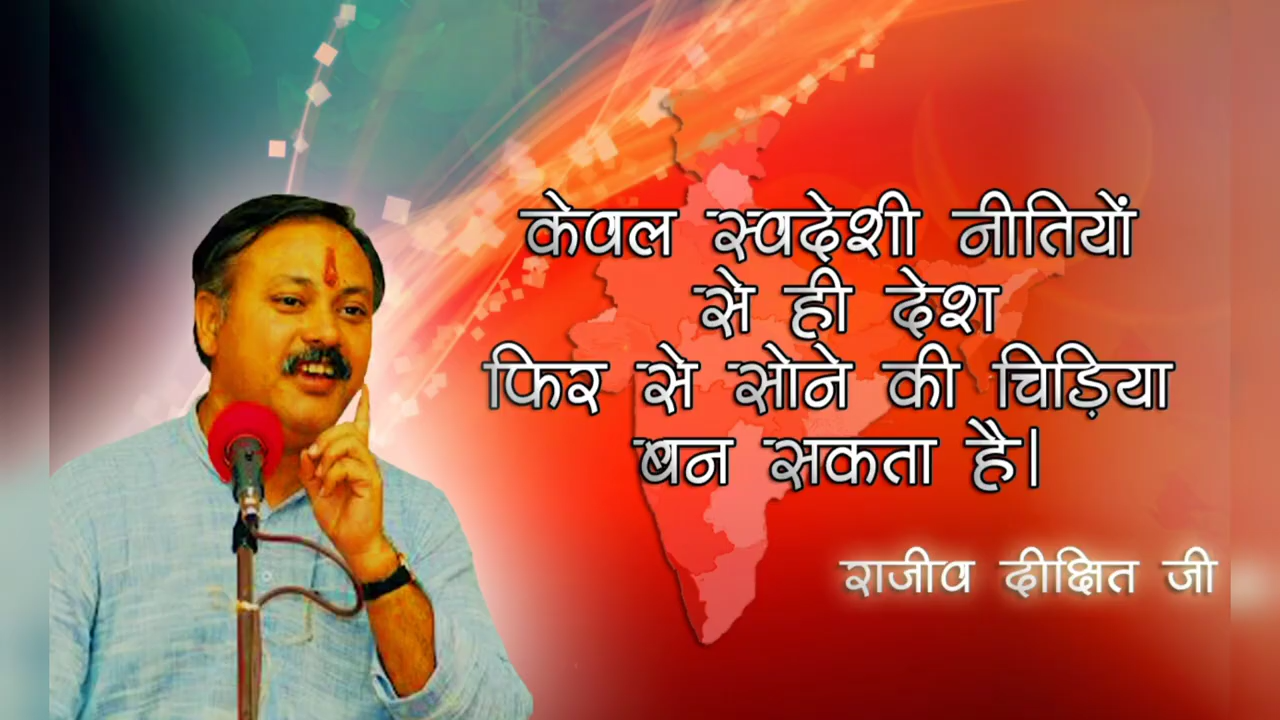 केवल स्वदेशी नीतियों
से ही देश
फिर से सोने की चिड़िया
बन सकता है।
राजीव दीक्षित जी